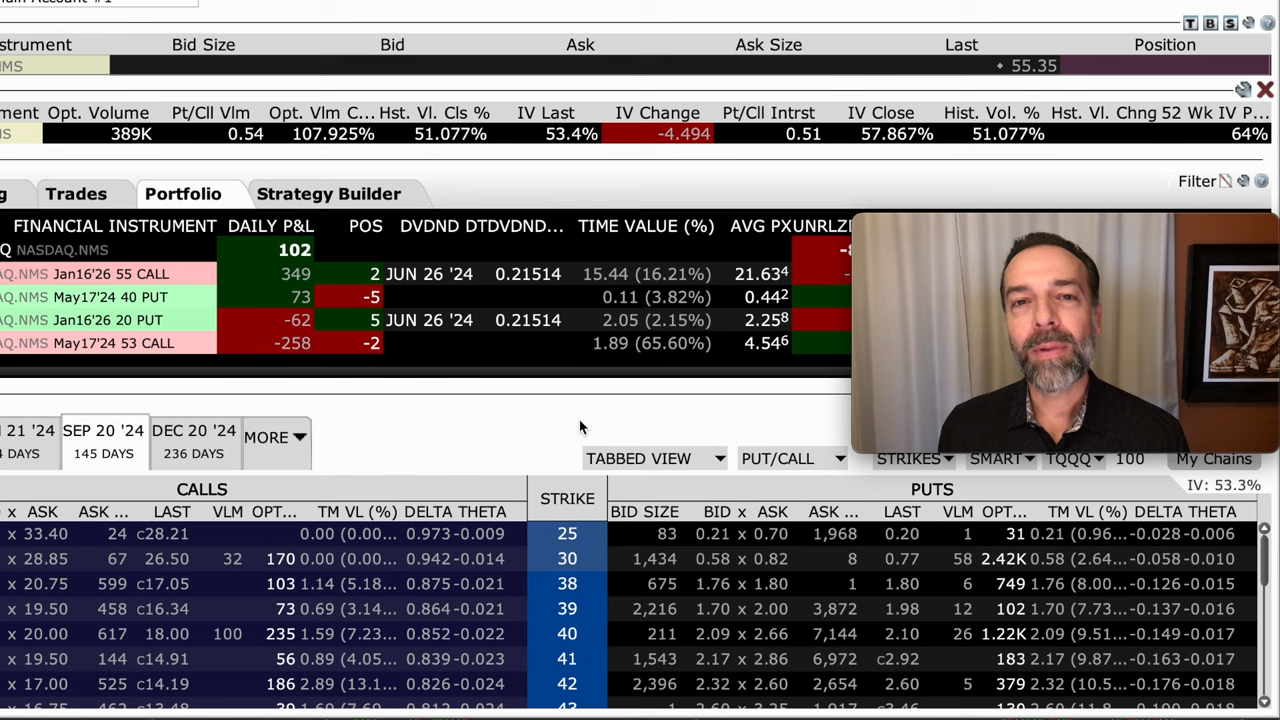 strument Bid Size Bid Ask Ask Size Last Position
NMS 55.35
ment Opt. Volume Pt/Cll Vlm Opt. Vlm C... Hst. Vl. Cls % IV Last IV Change Pt/Cll Intrst IV Close Hist. Vol. % Hst. Vl. Chng 52 Wk IV P...
S 389K 0.54 107.925% 51.077% 53.4% -4.494 0.51 57.867% 51.077% 64%
g Trades Portfolio Strategy Builder Filter
FINANCIAL INSTRUMENT DAILY P&L POS DVDND DTDVDND... TIME VALUE (%) AVG PX UNRLZ
Q NASDAQ.NMS 102
AQ.NMS Jan16'26 55 CALL 349 2 JUN 26 '24 0.21514 15.44 (16.21%) 21.634
AQ.NMS May17'24 40 PUT 73 -5 0.11 (3.82%) 0.442
AQ.NMS Jan16'26 20 PUT -62 5 JUN 26 '24 0.21514 2.05 (2.15%) 2.258
AQ.NMS May17'24 53 CALL -258 -2 1.89 (65.60%) 4.546
21 '24 SEP 20 '24 DEC 20 '24 MORE
DAYS 145 DAYS 236 DAYS
TABBED VIEW PUT/CALL STRIKES SMART TQQQ 100 My Chains
IV: 53.3%
CALLS STRIKE PUTS
x ASK ASK ... LAST VLM OPT... TM VL (%) DELTA THETA BID SIZE BID x ASK ASK ... LAST VLM OPT... TM VL (%) DELTA THETA
x 33.40 24 c28.21 0.00 (0.00... 0.973 -0.009 25 83 0.21 x 0.70 1,968 0.20 1 31 0.21 (0.96... -0.028 -0.006
x 28.85 67 26.50 32 170 0.00 (0.00... 0.942 -0.014 30 1,434 0.58 x 0.82 8 0.77 58 2.42K 0.58 (2.64... -0.058 -0.010
x 20.75 599 c17.05 103 1.14 (5.18... 0.875 -0.021 38 675 1.76 x 1.80 1 1.80 6 749 1.76 (8.00... -0.126 -0.015
x 19.50 458 c16.34 73 0.69 (3.14... 0.864 -0.021 39 2,216 1.70 x 2.00 3,872 1.98 12 102 1.70 (7.73... -0.137 -0.016
x 20.00 617 18.00 100 235 1.59 (7.23... 0.852 -0.022 40 211 2.09 x 2.66 7,144 2.10 26 1.22K 2.09 (9.51... -0.149 -0.017
x 19.50 144 c14.91 56 0.89 (4.05... 0.839 -0.023 41 1,543 2.17 x 2.86 6,972 c2.92 183 2.17 (9.87... -0.163 -0.017
x 17.00 525 c14.19 186 2.89 (13.1... 0.826 -0.024 42 2,396 2.32 x 2.60 2,654 2.60 5 379 2.32 (10.5... -0.176 -0.018